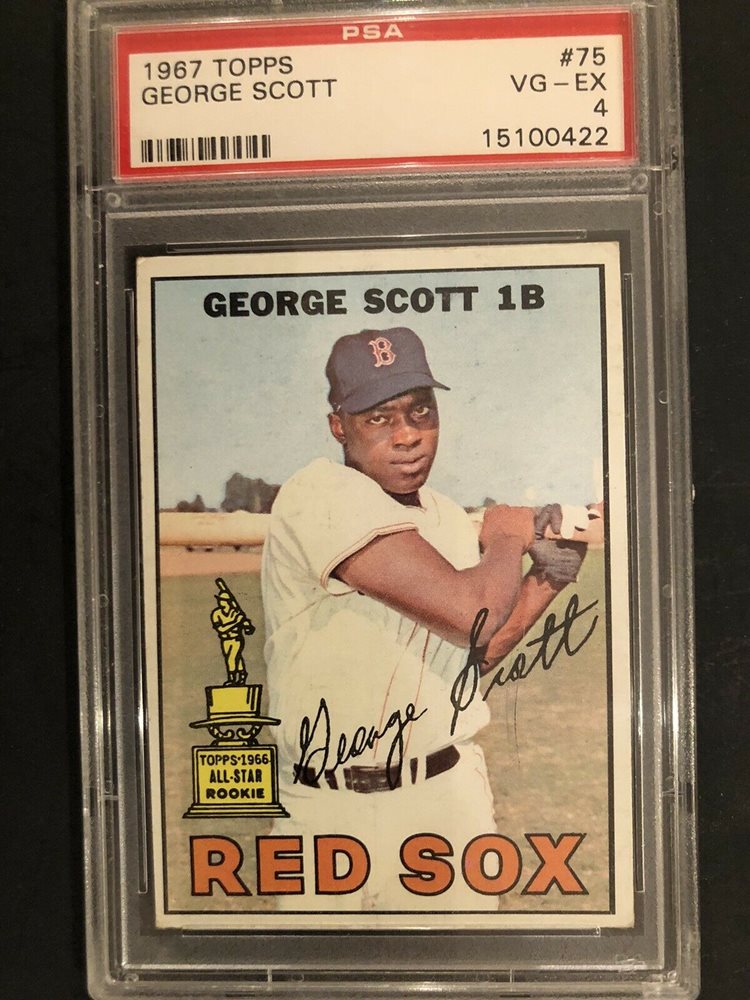 PSA
1967 TOPPS #75
GEORGE SCOTT VG-EX
4
15100422
GEORGE SCOTT 1B
B
George Scott
TOPPS•1966
ALL-STAR
ROOKIE
RED SOX